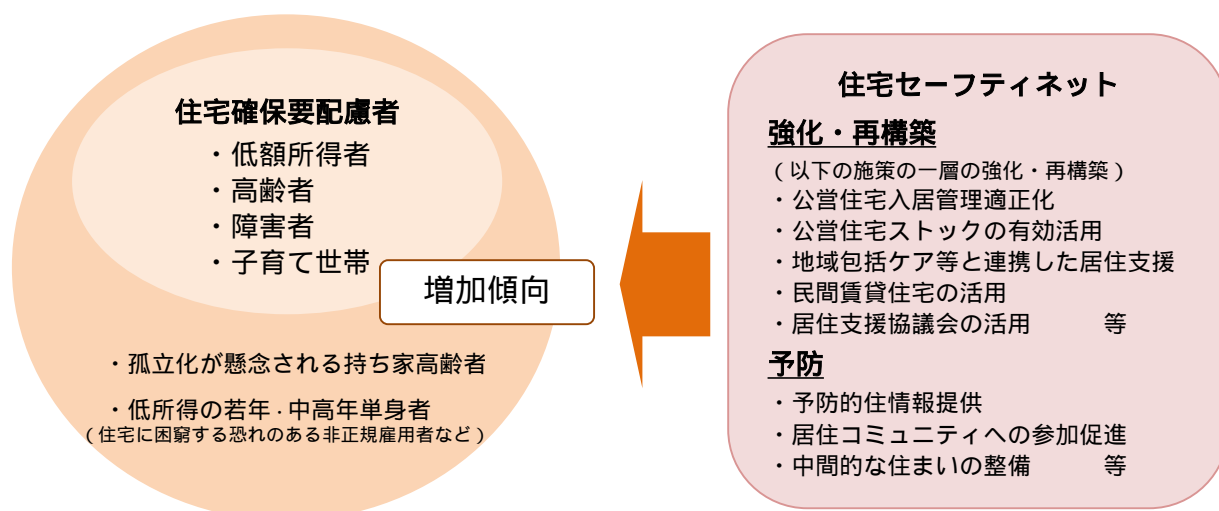 住宅確保要配慮者
・低額所得者
・高齢者
・障害者
・子育て世帯
増加傾向
・孤立化が懸念される持ち家高齢者
・低所得の若年・中高年単身者
（住宅に困窮する恐れのある非正規雇用者など）
住宅セーフティネット
強化・再構築
（以下の施策の一層の強化・再構築）
・公営住宅入居管理適正化
・公営住宅ストックの有効活用
・地域包括ケア等と連携した居住支援
・民間賃貸住宅の活用
・居住支援協議会の活用　　　等
予防
・予防的住情報提供
・居住コミュニティへの参加促進
・中間的な住まいの整備　　　等